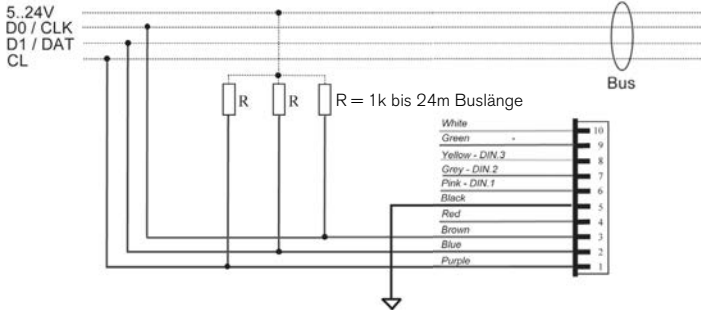 5..24V
D0 / CLK
D1 / DAT
CL
Bus
R
R
R = 1k bis 24m Buslänge
White
10
Green
9
Yellow - DIN.3
8
Grey - DIN.2
7
Pink - DIN.1
6
Black
5
Red
4
Brown
3
Blue
2
Purple
1